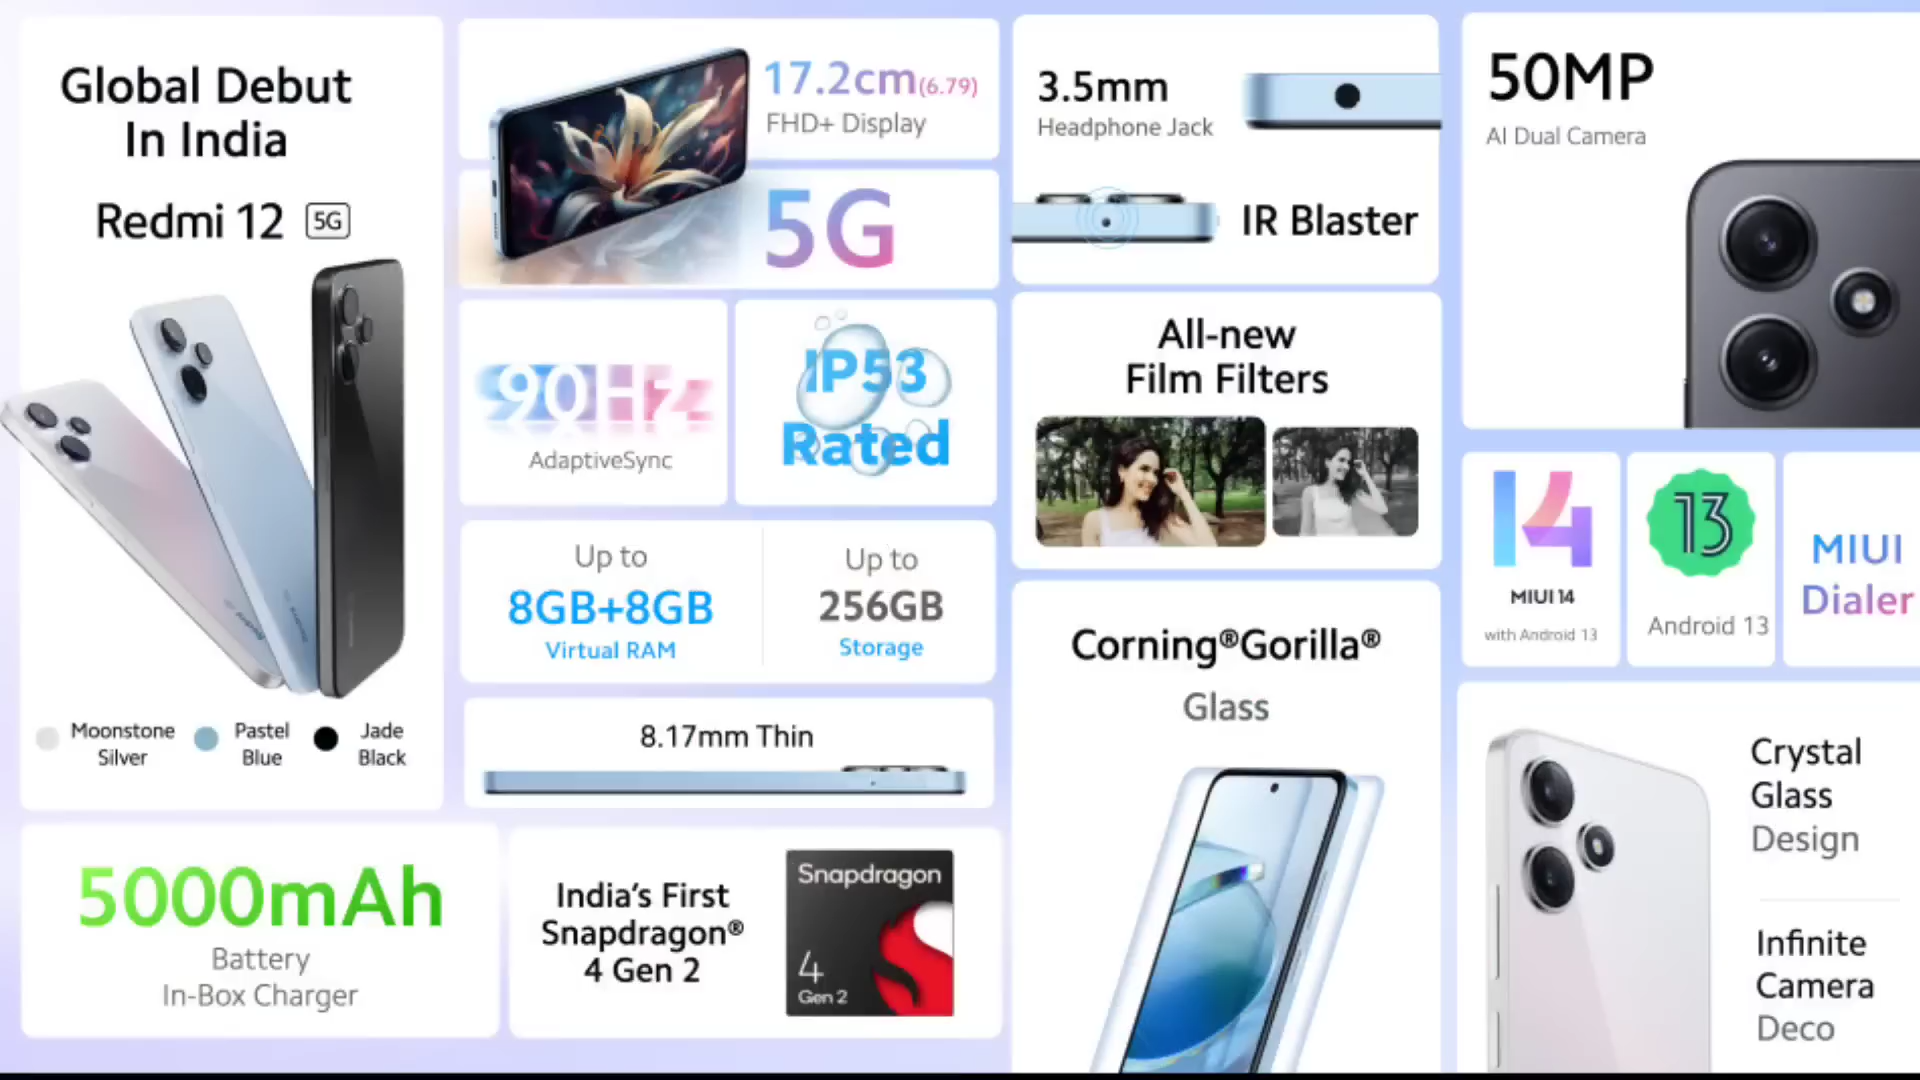 Global Debut
In India
Redmi 12 5G
Moonstone
Silver
Pastel
Blue
Jade
Black
5000mAh
Battery
In-Box Charger
17.2cm(6.79)
FHD+ Display
5G
90Hz
AdaptiveSync
IP53
Rated
Up to
8GB+8GB
Virtual RAM
Up to
256GB
Storage
8.17mm Thin
India's First
Snapdragon®
4 Gen 2
Snapdragon
4
Gen 2
3.5mm
Headphone Jack
IR Blaster
All-new
Film Filters
Corning®Gorilla®
Glass
50MP
AI Dual Camera
14
MIUI 14
with Android 13
13
Android 13
MIUI
Dialer
Crystal
Glass
Design
Infinite
Camera
Deco